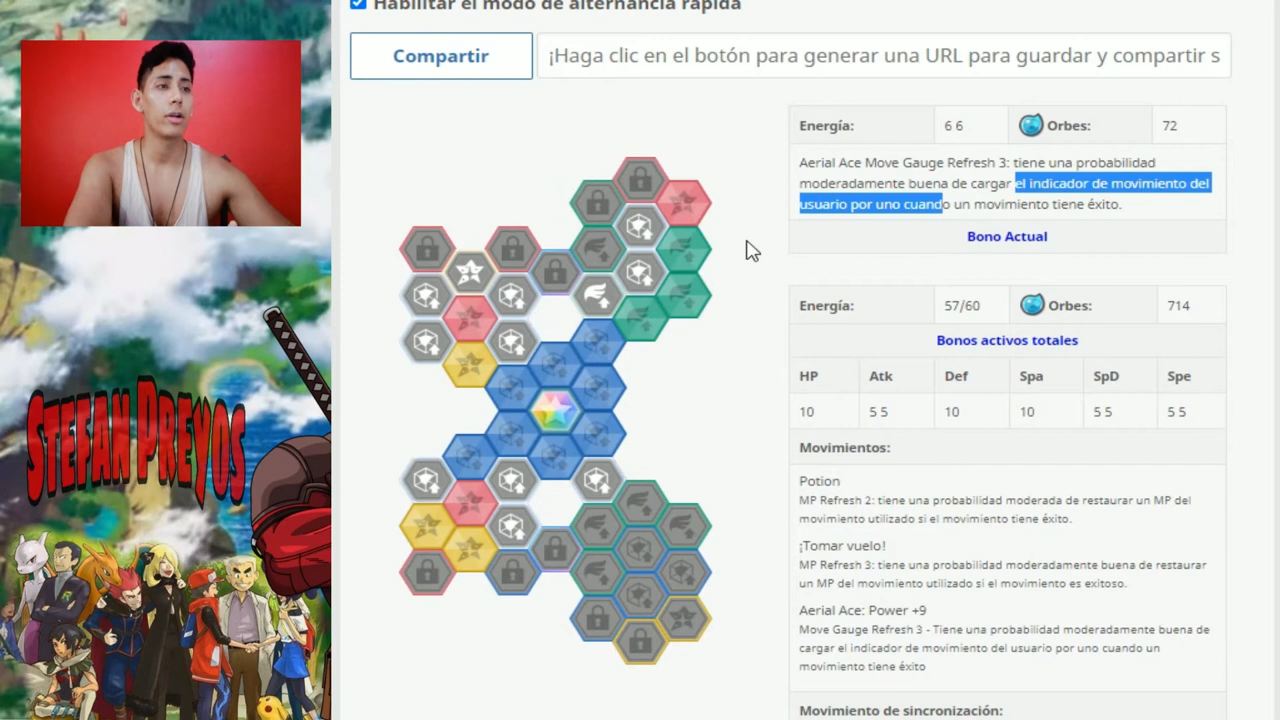 Habilitar el modo de alternancia rápida
Compartir
¡Haga clic en el botón para generar una URL para guardar y compartir s
Energía: 6 6 Orbes: 72
Aerial Ace Move Gauge Refresh 3: tiene una probabilidad
moderadamente buena de cargar el indicador de movimiento del
usuario por uno cuando un movimiento tiene éxito.
Bono Actual
Energía: 57/60 Orbes: 714
Bonos activos totales
HP Atk Def Spa SpD Spe
10 5 5 10 10 5 5 5 5
Movimientos:
Potion
MP Refresh 2: tiene una probabilidad moderada de restaurar un MP del
movimiento utilizado si el movimiento tiene éxito.
¡Tomar vuelo!
MP Refresh 3: tiene una probabilidad moderadamente buena de restaurar
un MP del movimiento utilizado si el movimiento es exitoso.
Aerial Ace: Power +9
Move Gauge Refresh 3 - Tiene una probabilidad moderadamente buena de
cargar el indicador de movimiento del usuario por uno cuando un
movimiento tiene éxito
Movimiento de sincronización:
STEFAN PREYOS